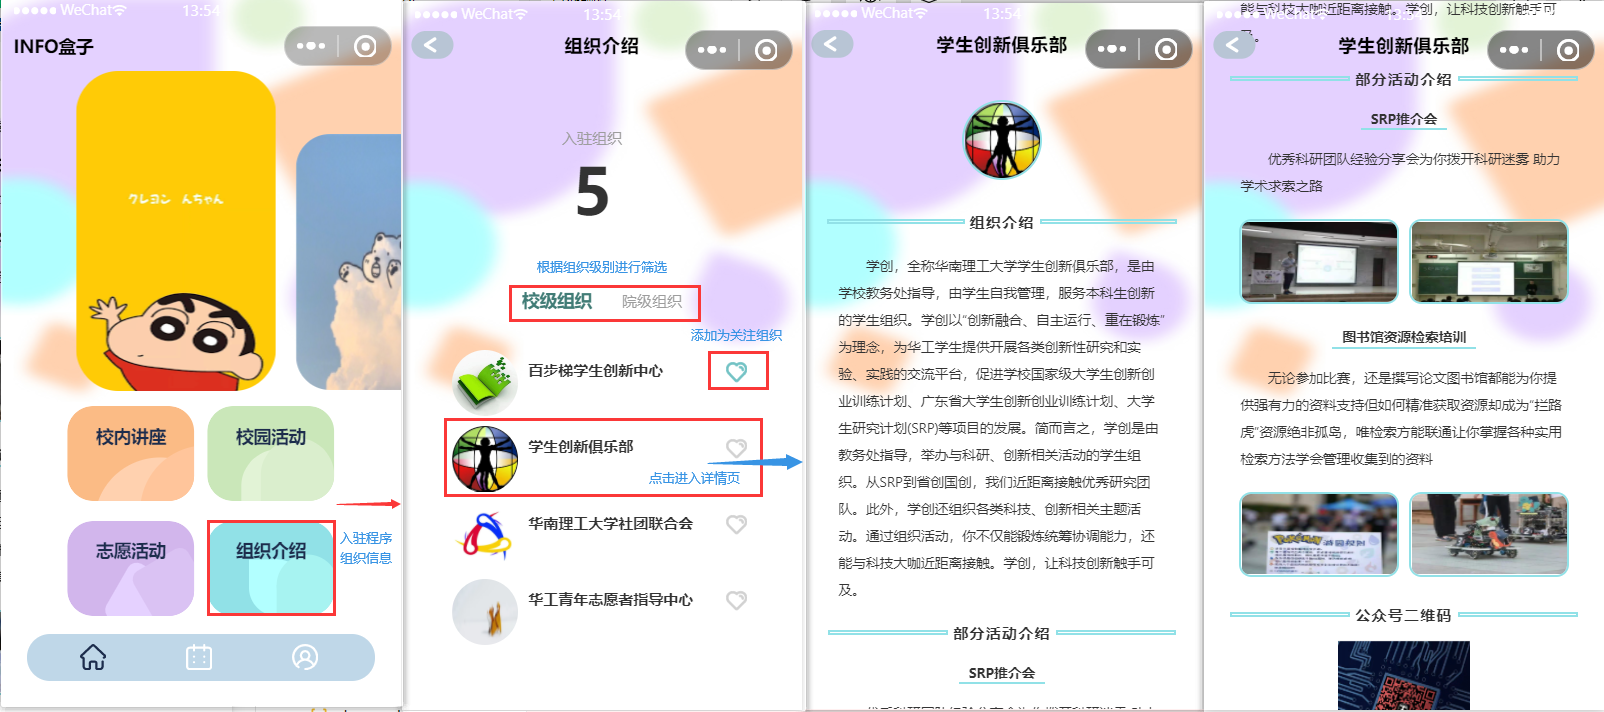 WeChat
13:54
INFO盒子
クレヨン んちゃん
校内讲座
校园活动
志愿活动
组织介绍
入驻程序
组织信息
WeChat
13:54
组织介绍
入驻组织
5
根据组织级别进行筛选
校级组织
院级组织
添加为关注组织
百步梯学生创新中心
学生创新俱乐部
点击进入详情页
华南理工大学社团联合会
华工青年志愿者指导中心
WeChat
13:54
学生创新俱乐部
组织介绍
学创，全称华南理工大学学生创新俱乐部，是由
学校教务处指导，由学生自我管理，服务本科生创新
的学生组织。学创以“创新融合、自主运行、重在锻炼”
为理念，为华工学生提供开展各类创新性研究和实
验、实践的交流平台，促进学校国家级大学生创新创
业训练计划、广东省大学生创新创业训练计划、大学
生研究计划(SRP)等项目的发展。简而言之，学创是由
教务处指导，举办与科研、创新相关活动的学生组
织。从SRP到省创国创，我们近距离接触优秀研究团
队。此外，学创还组织各类科技、创新相关主题活
动。通过组织活动，你不仅能锻炼统筹协调能力，还
能与科技大咖近距离接触。学创，让科技创新触手可
及。
部分活动介绍
SRP推介会
能与科技大咖近距离接触。学创，让科技创新触手可
及。
WeChat
13:54
学生创新俱乐部
部分活动介绍
SRP推介会
优秀科研团队经验分享会为你拨开科研迷雾 助力
学术求索之路
图书馆资源检索培训
无论参加比赛，还是撰写论文图书馆都能为你提
供强有力的资料支持但如何精准获取资源却成为“拦路
虎”资源绝非孤岛，唯检索方能联通让你掌握各种实用
检索方法学会管理收集到的资料
公众号二维码